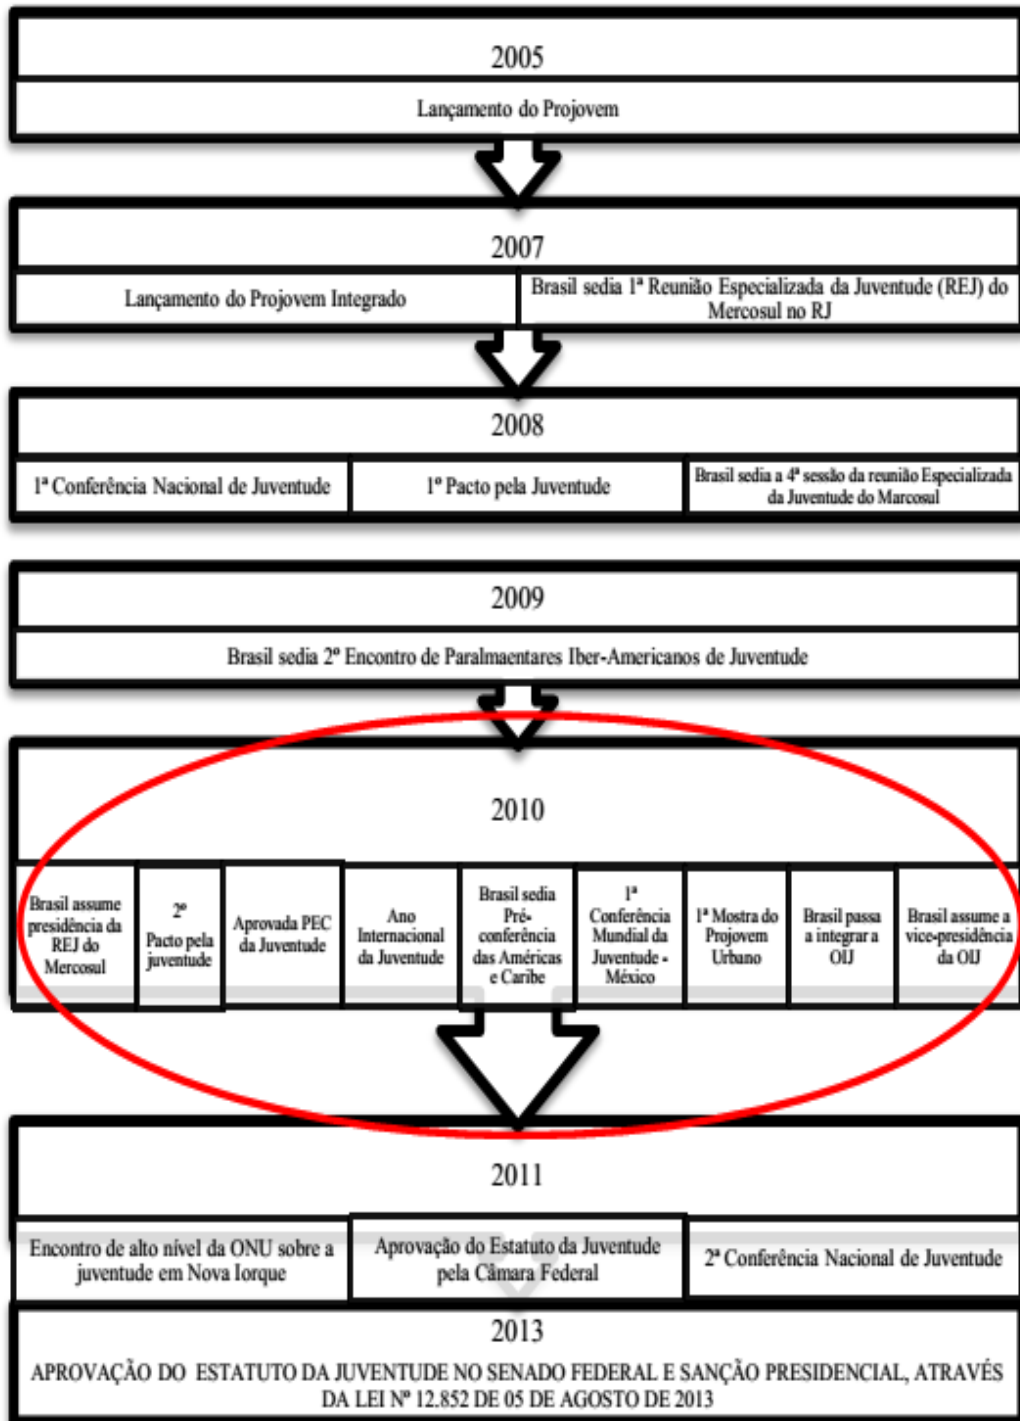 2005
Lançamento do Projovem
2007
Lançamento do Projovem Integrado
Brasil sedia 1ª Reunião Especializada da Juventude (REJ) do
Mercosul no RJ
2008
1ª Conferência Nacional de Juventude
1º Pacto pela Juventude
Brasil sedia a 4ª sessão da reunião Especializada
da Juventude do Marcosul
2009
Brasil sedia 2º Encontro de Paralmaentares Iber-Americanos de Juventude
2010
Brasil assume
presidência da
REJ do
Mercosul
2º
Pacto pela
juventude
Aprovada PEC
da Juventude
Ano
Internacional
da Juventude
Brasil sedia
Pré-
conferência
das Américas
e Caribe
1ª
Conferência
Mundial da
Juventude -
México
1ª Mostra do
Projovem
Urbano
Brasil passa
a integrar a
OIJ
Brasil assume a
vice-presidência
da OIJ
2011
Encontro de alto nível da ONU sobre a
juventude em Nova Iorque
Aprovação do Estatuto da Juventude
pela Câmara Federal
2ª Conferência Nacional de Juventude
2013
APROVAÇÃO DO ESTATUTO DA JUVENTUDE NO SENADO FEDERAL E SANÇÃO PRESIDENCIAL, ATRAVÉS
DA LEI Nº 12.852 DE 05 DE AGOSTO DE 2013